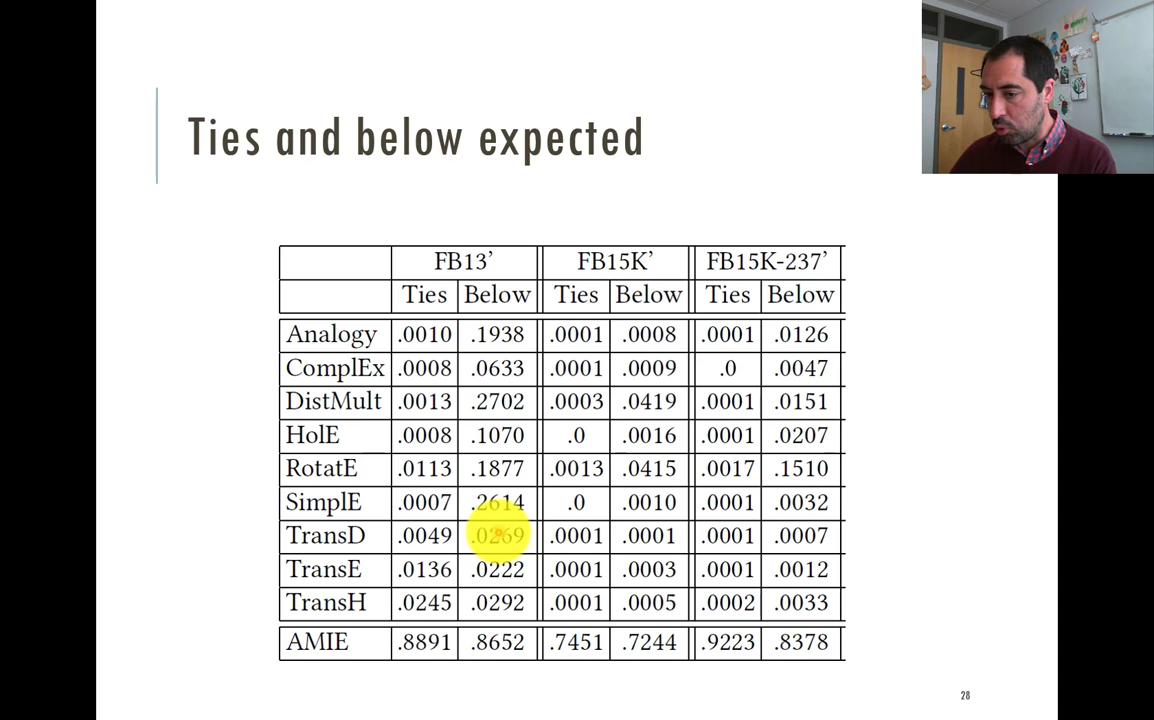 Ties and below expected
FB13’ FB15K’ FB15K-237’
Ties Below Ties Below Ties Below
Analogy .0010 .1938 .0001 .0008 .0001 .0126
ComplEx .0008 .0633 .0001 .0009 .0 .0047
DistMult .0013 .2702 .0003 .0419 .0001 .0151
HolE .0008 .1070 .0 .0016 .0001 .0207
RotatE .0113 .1877 .0013 .0415 .0017 .1510
SimplE .0007 .2614 .0 .0010 .0001 .0032
TransD .0049 .0269 .0001 .0001 .0001 .0007
TransE .0136 .0222 .0001 .0003 .0001 .0012
TransH .0245 .0292 .0001 .0005 .0002 .0033
AMIE .8891 .8652 .7451 .7244 .9223 .8378
28